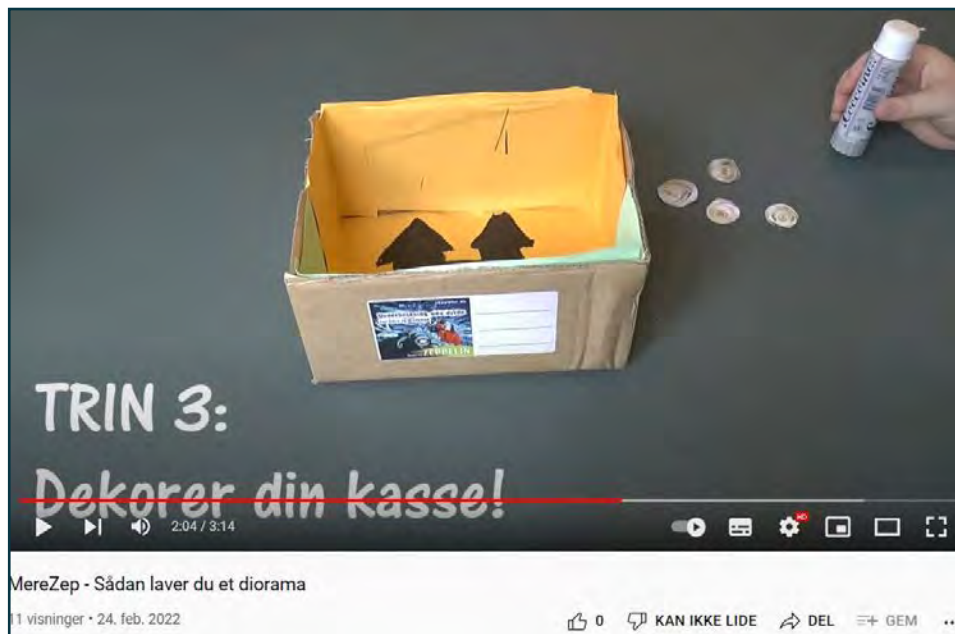 ZEPPELIN
TRIN 3:
Dekorer din kasse!
2:04 / 3:14
HD
MereZep - Sådan laver du et diorama
11 visninger • 24. feb. 2022
0
KAN IKKE LIDE
DEL
GEM